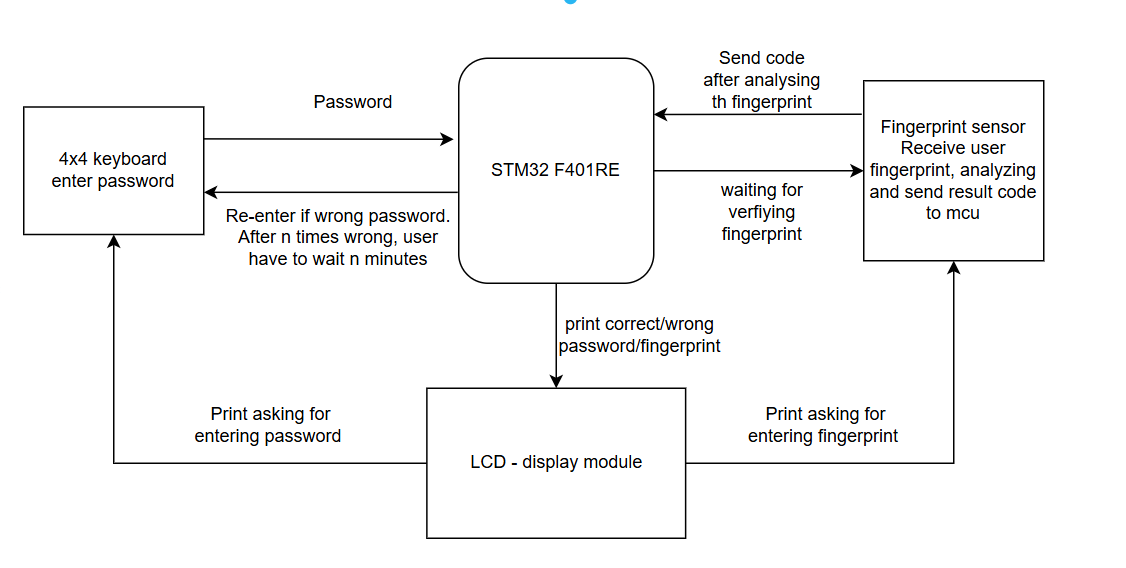 Password
4x4 keyboard
enter password
Re-enter if wrong password.
After n times wrong, user
have to wait n minutes
STM32 F401RE
Send code
after analysing
th fingerprint
waiting for
verfiying
fingerprint
Fingerprint sensor
Receive user
fingerprint, analyzing
and send result code
to mcu
print correct/wrong
password/fingerprint
Print asking for
entering password
LCD - display module
Print asking for
entering fingerprint